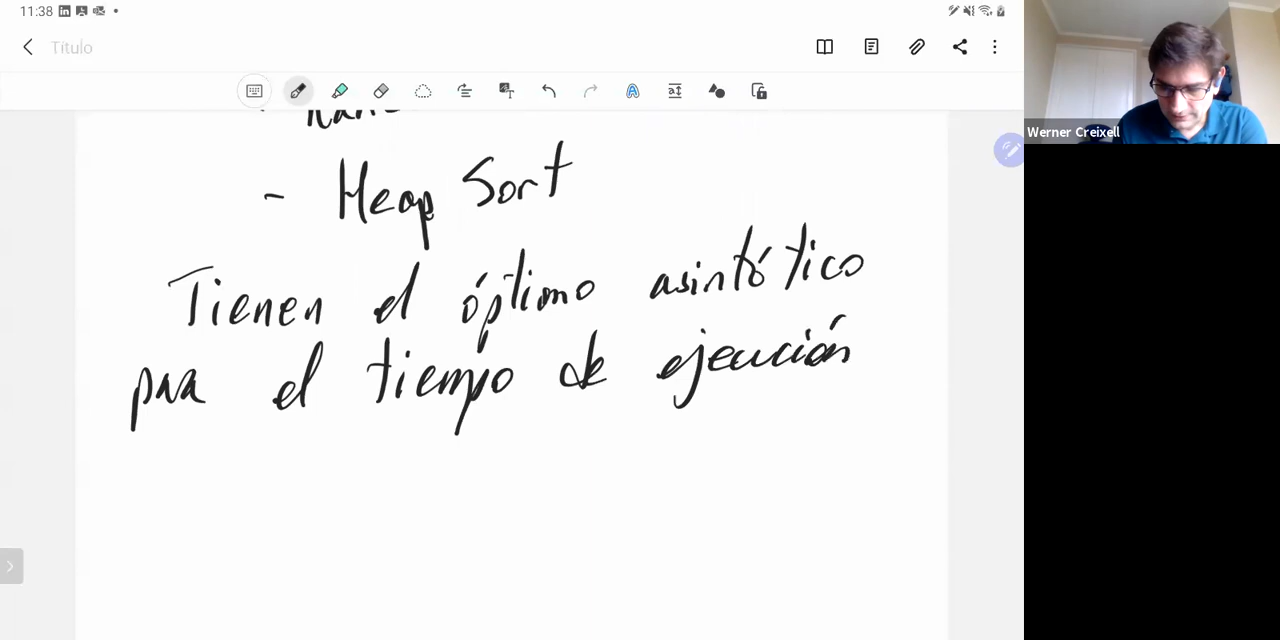 11:38
Título
- Heap Sort
Tienen el óptimo asintótico
para el tiempo de ejecución
Werner Creixell